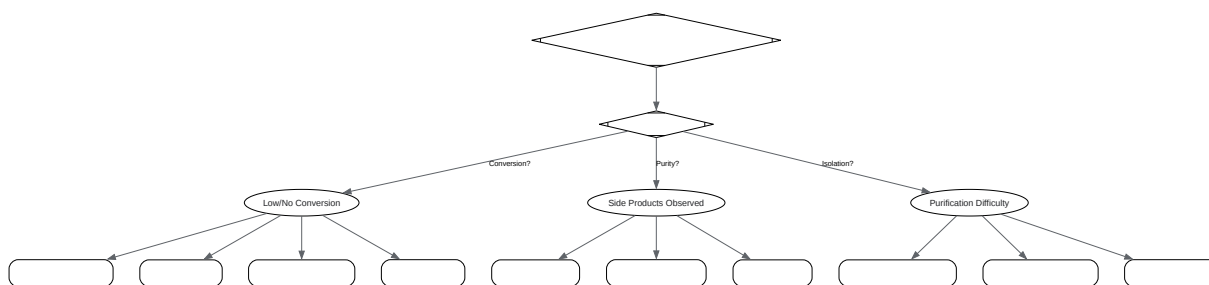 Conversion?
Purity?
Isolation?
Low/No Conversion
Side Products Observed
Purification Difficulty